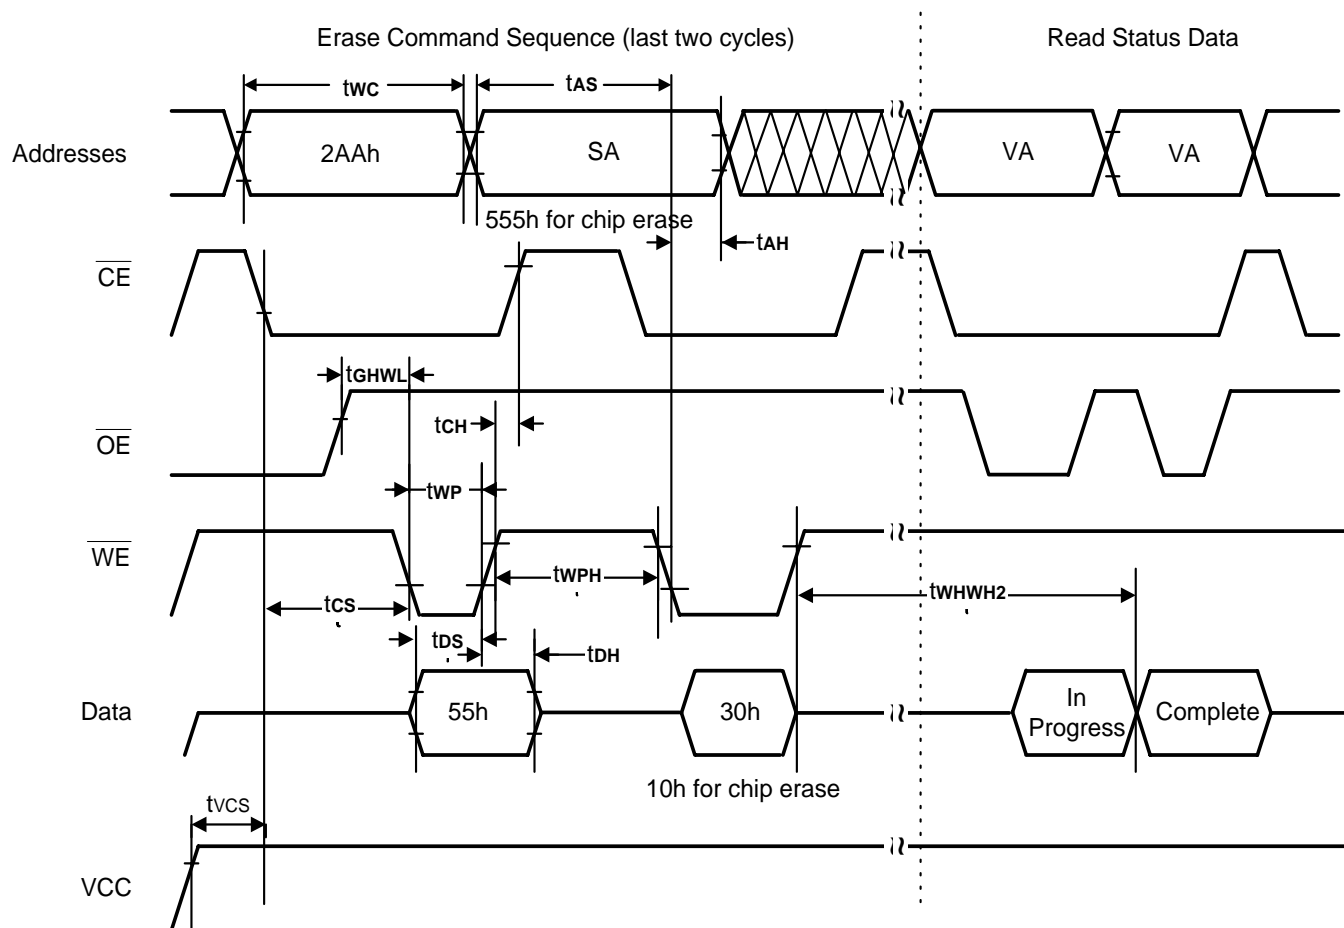 Erase Command Sequence (last two cycles)
Read Status Data
tWC
tAS
Addresses
2AAh
SA
VA
VA
555h for chip erase
tAH
CE
tGHWL
OE
tCH
tWP
WE
tWPH
tCS
tWHWH2
tDS
tDH
Data
55h
30h
In
Progress
Complete
10h for chip erase
tVCS
VCC